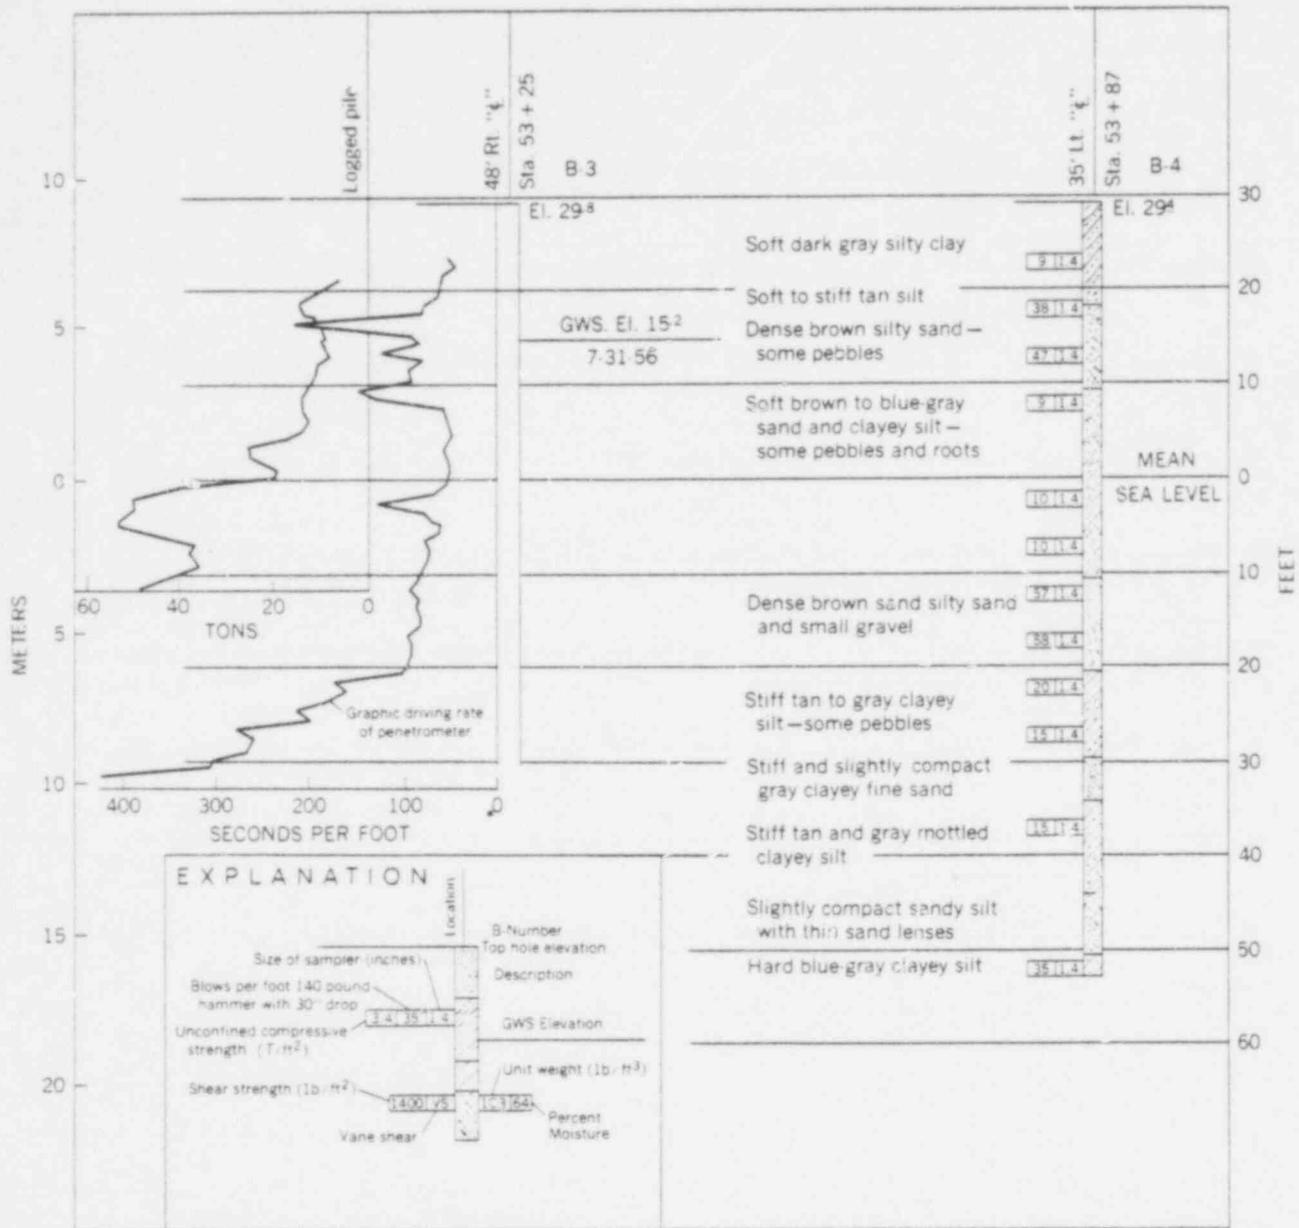 Logged pile
48' Rt. "℄"
Sta. 53 + 25
B-3
El. 29.8
35' Lt. "℄"
Sta. 53 + 87
B-4
El. 29.4
METERS
10
5
0
5
10
15
20
FEET
30
20
10
0
10
20
30
40
50
60
MEAN
SEA LEVEL
GWS. El. 15.2
7-31-56
Soft dark gray silty clay
Soft to stiff tan silt
Dense brown silty sand—
some pebbles
Soft brown to blue-gray
sand and clayey silt—
some pebbles and roots
Dense brown sand silty sand
and small gravel
Stiff tan to gray clayey
silt—some pebbles
Stiff and slightly compact
gray clayey fine sand
Stiff tan and gray mottled
clayey silt
Slightly compact sandy silt
with thin sand lenses
Hard blue-gray clayey silt
9 1.4
38 1.4
47 1.4
9 1.4
10 1.4
10 1.4
1.4
1.4
20 1.4
15 1.4
15 1.4
35 1.4
60 40 20 0
TONS
Graphic driving rate
of penetrometer
400 300 200 100 0
SECONDS PER FOOT
EXPLANATION
Location
B-Number
Top hole elevation
Size of sampler (inches)
Description
Blows per foot 140 pound
hammer with 30" drop
3.4 35 1.4
GWS Elevation
Unconfined compressive
strength (T/ft²)
Unit weight (lb/ft³)
Shear strength (lb/ft²)
1400 VS
64
Percent
Moisture
Vane shear